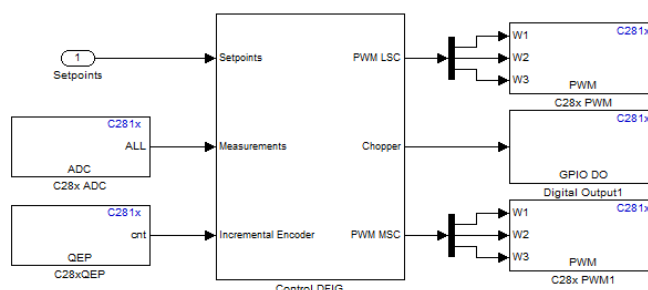 1
Setpoints
C281x
ALL
ADC
C28x ADC
C281x
cnt
QEP
C28xQEP
Setpoints
Measurements
Incremental Encoder
PWM LSC
Chopper
PWM MSC
Control DFIG
C281x
W1
W2
W3
PWM
C28x PWM
C281x
GPIO DO
Digital Output1
C281x
W1
W2
W3
PWM
C28x PWM1